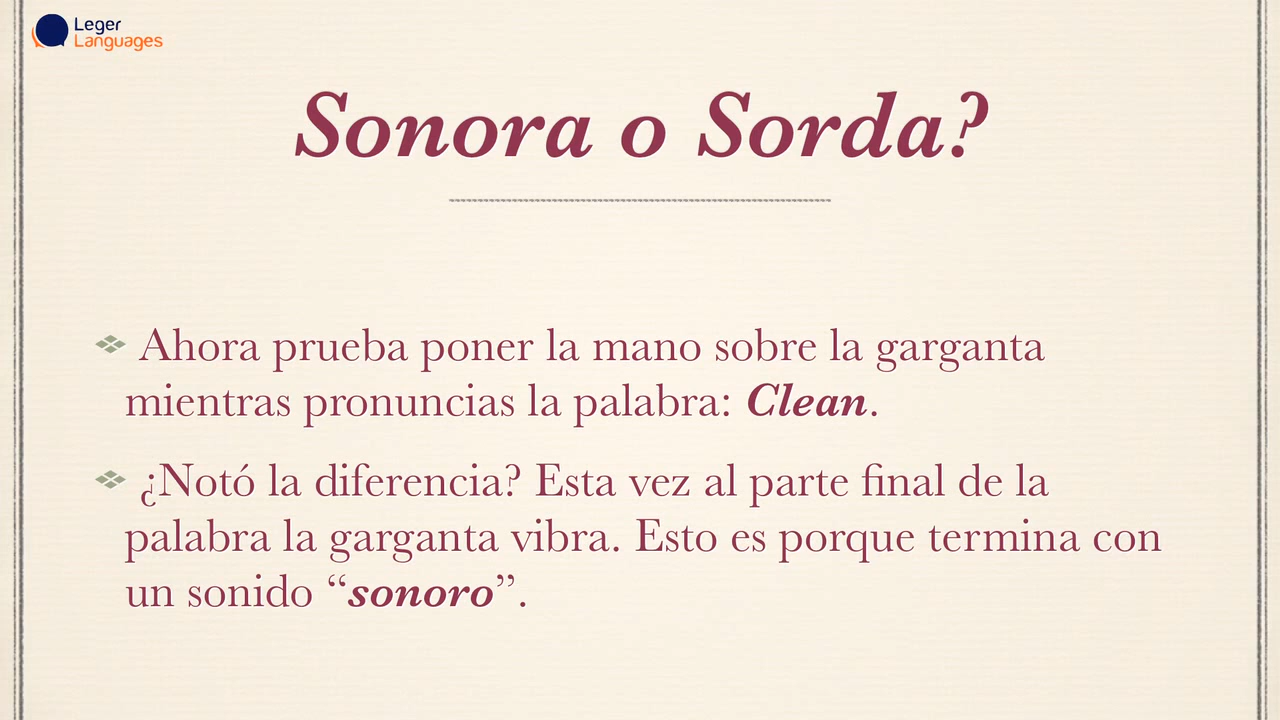 Leger
Languages
Sonora o Sorda?
Ahora prueba poner la mano sobre la garganta
mientras pronuncias la palabra: Clean.
¿Notó la diferencia? Esta vez al parte final de la
palabra la garganta vibra. Esto es porque termina con
un sonido “sonoro”.